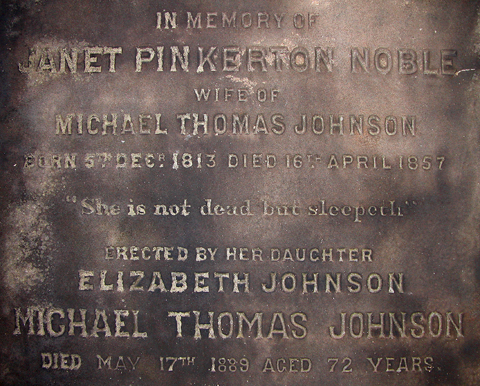 IN MEMORY OF
JANET PINKERTON NOBLE
WIFE OF
MICHAEL THOMAS JOHNSON
BORN 5TH DECR 1813 DIED 16TH APRIL 1857
"She is not dead but sleepeth"
ERECTED BY HER DAUGHTER
ELIZABETH JOHNSON
MICHAEL THOMAS JOHNSON
DIED MAY 17TH 1889 AGED 72 YEARS